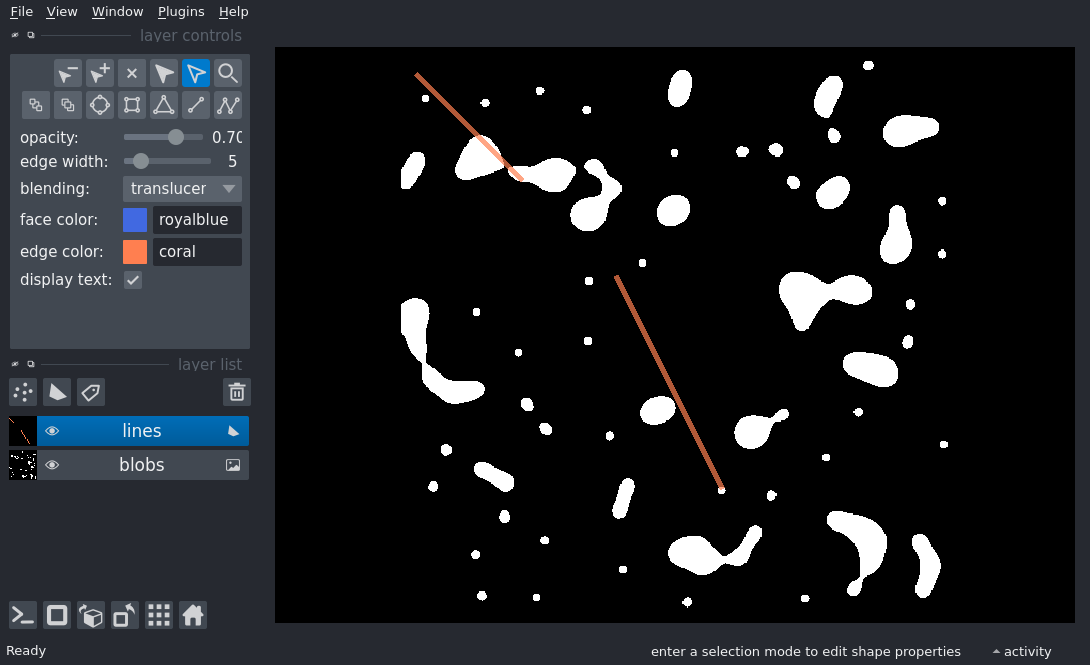 File View Window Plugins Help
layer controls
opacity: 0.70
edge width: 5
blending: translucer
face color: royalblue
edge color: coral
display text:
layer list
lines
blobs
Ready enter a selection mode to edit shape properties activity